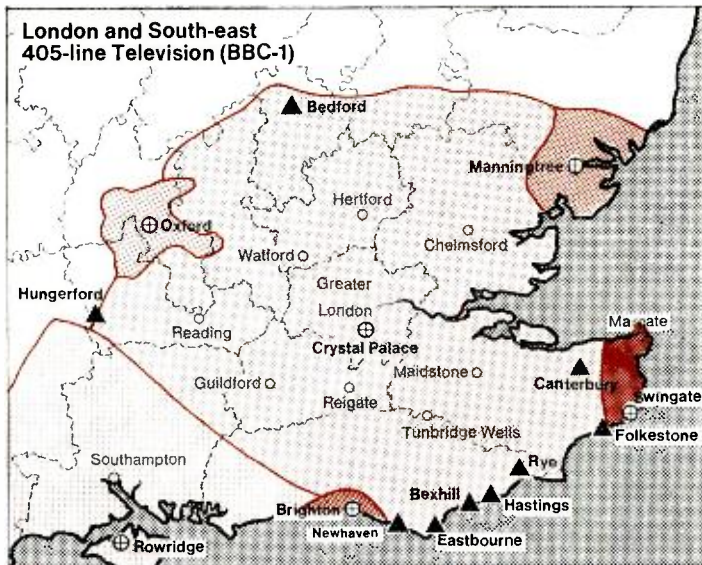 London and South-east
405-line Television (BBC-1)
Bedford
Manningtree
Hertford
Oxford
Chelmsford
Watford
Greater
London
Hungerford
Reading
Crystal Palace
Margate
Maidstone
Canterbury
Guildford
Reigate
Swingate
Tunbridge Wells
Folkestone
Southampton
Rye
Bexhill
Hastings
Brighton
Newhaven
Eastbourne
Rowridge